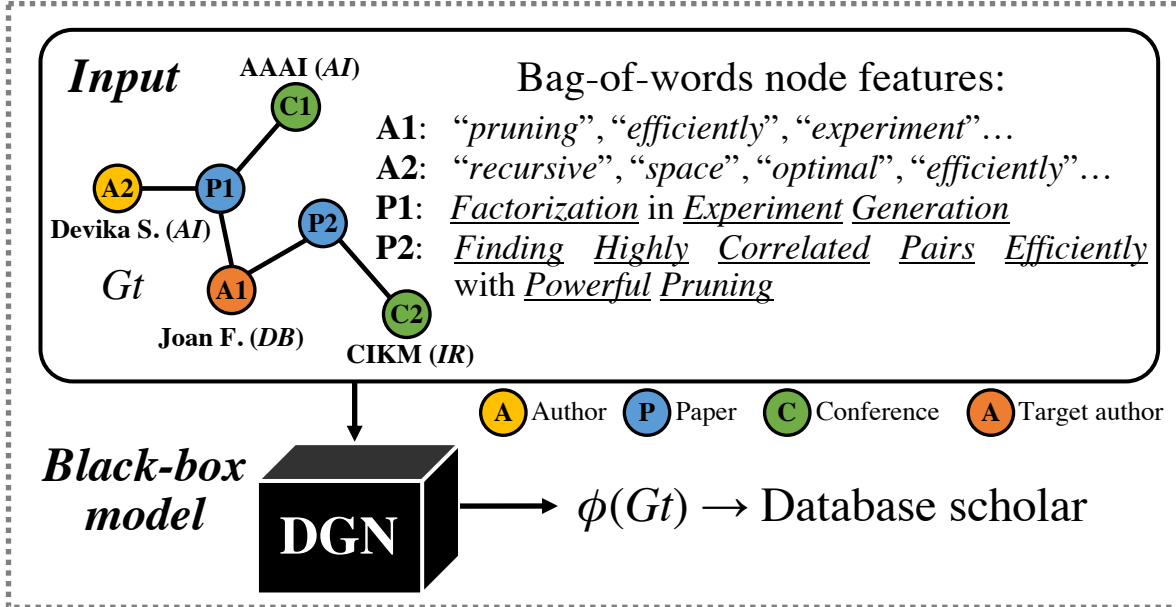 Input
AAAI (AI)
C1
A2
P1
Devika S. (AI)
P2
Gt
A1
Joan F. (DB)
C2
CIKM (IR)
Bag-of-words node features:
A1: “pruning”, “efficiently”, “experiment”…
A2: “recursive”, “space”, “optimal”, “efficiently”…
P1: Factorization in Experiment Generation
P2: Finding Highly Correlated Pairs Efficiently
with Powerful Pruning
A Author P Paper C Conference A Target author
Black-box
model
DGN
ϕ(Gt) → Database scholar